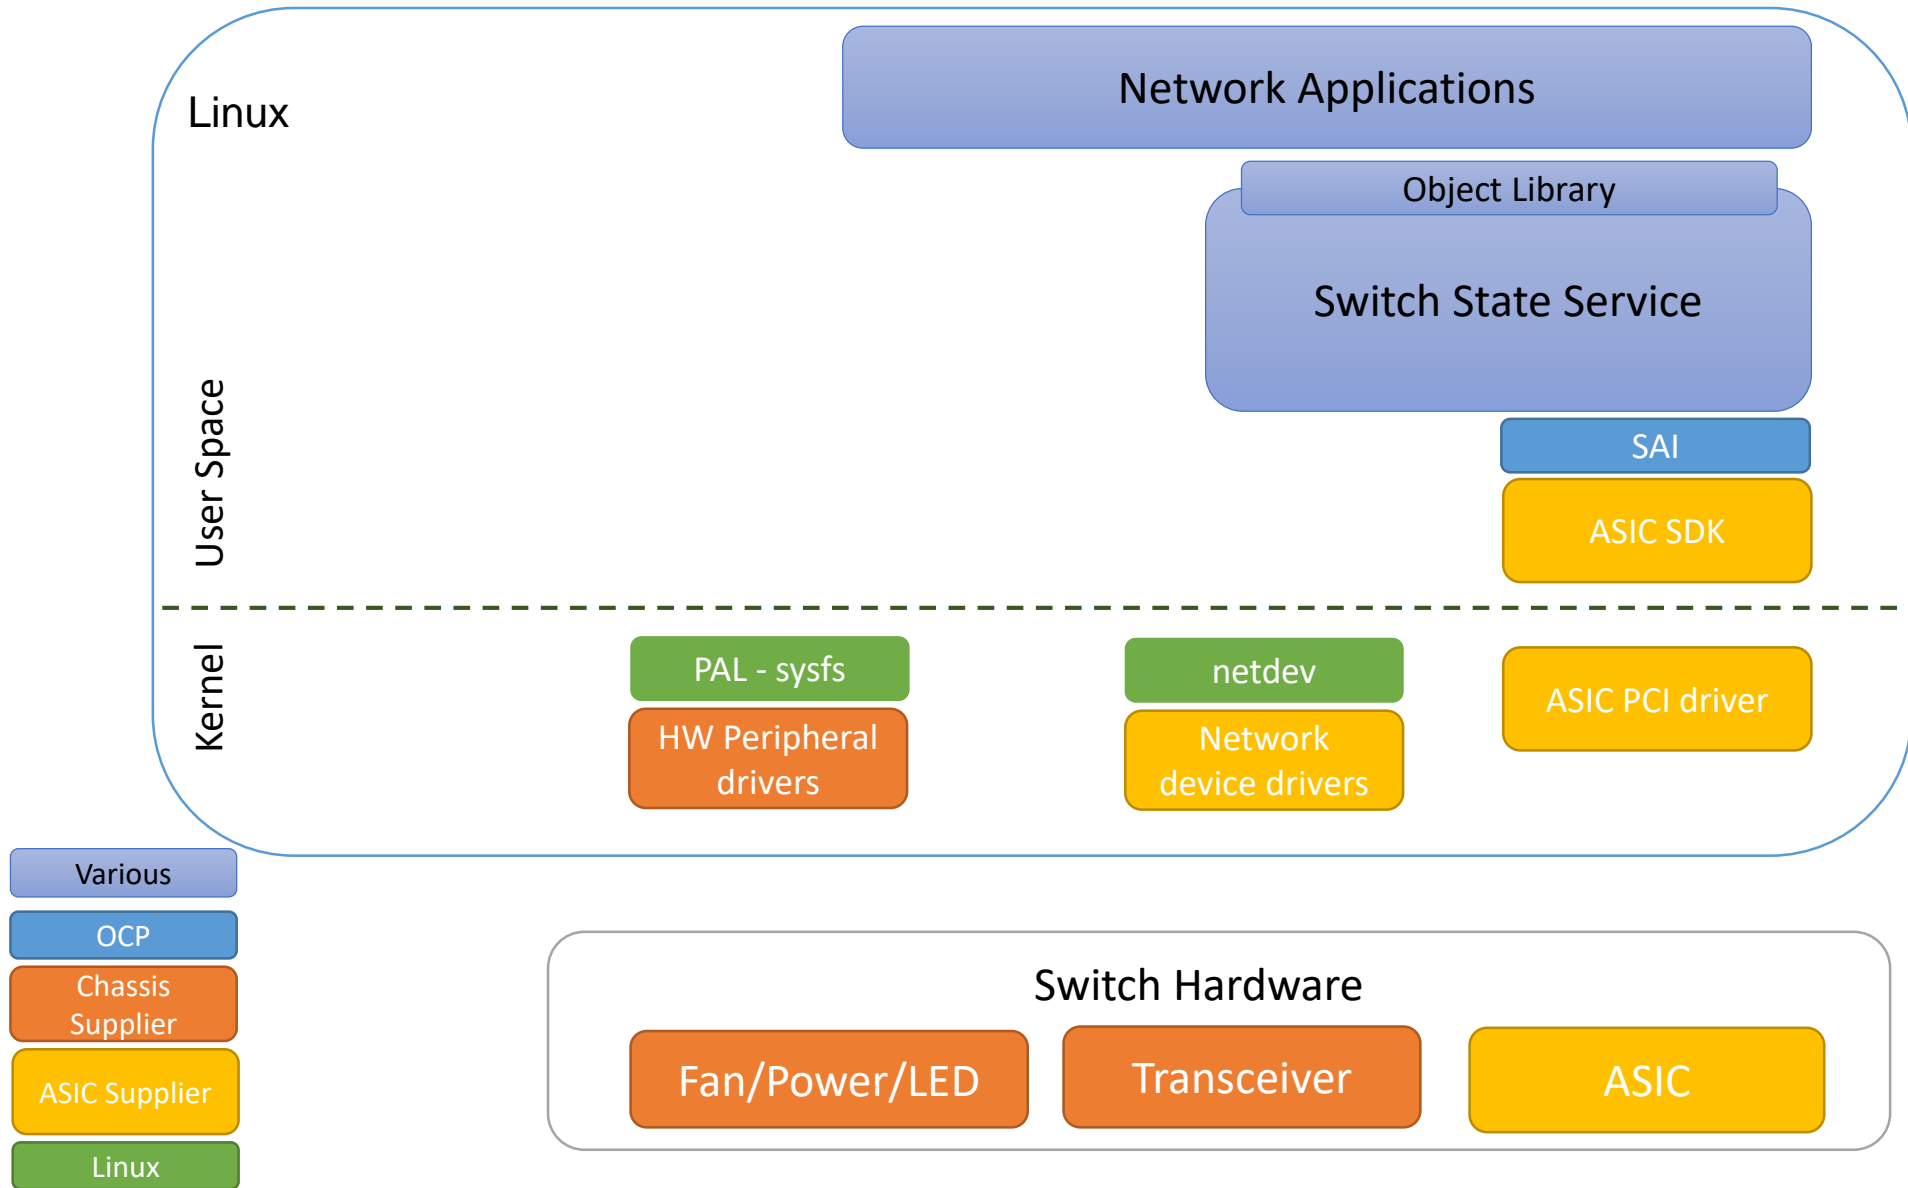 Linux
Network Applications
Object Library
Switch State Service
User Space
SAI
ASIC SDK
Kernel
PAL - sysfs
HW Peripheral
drivers
netdev
Network
device drivers
ASIC PCI driver
Various
OCP
Chassis
Supplier
ASIC Supplier
Linux
Switch Hardware
Fan/Power/LED
Transceiver
ASIC